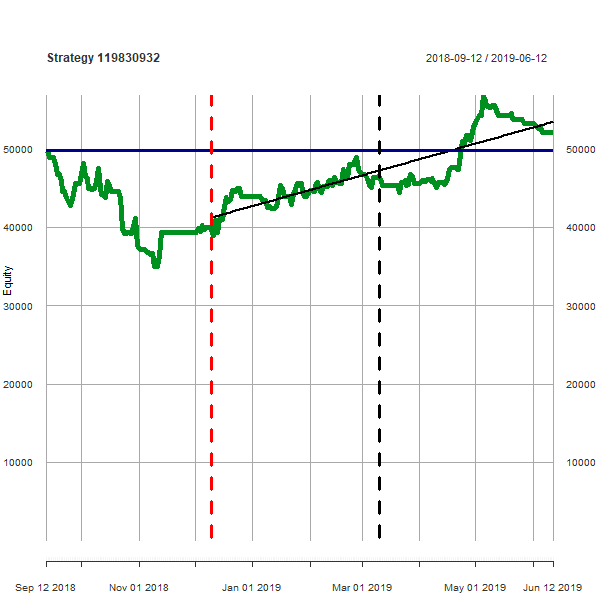 Strategy 119830932
2018-09-12 / 2019-06-12
50000 50000
40000 40000
Equity
30000 30000
20000 20000
10000 10000
Sep 12 2018 Nov 01 2018 Jan 01 2019 Mar 01 2019 May 01 2019 Jun 12 2019